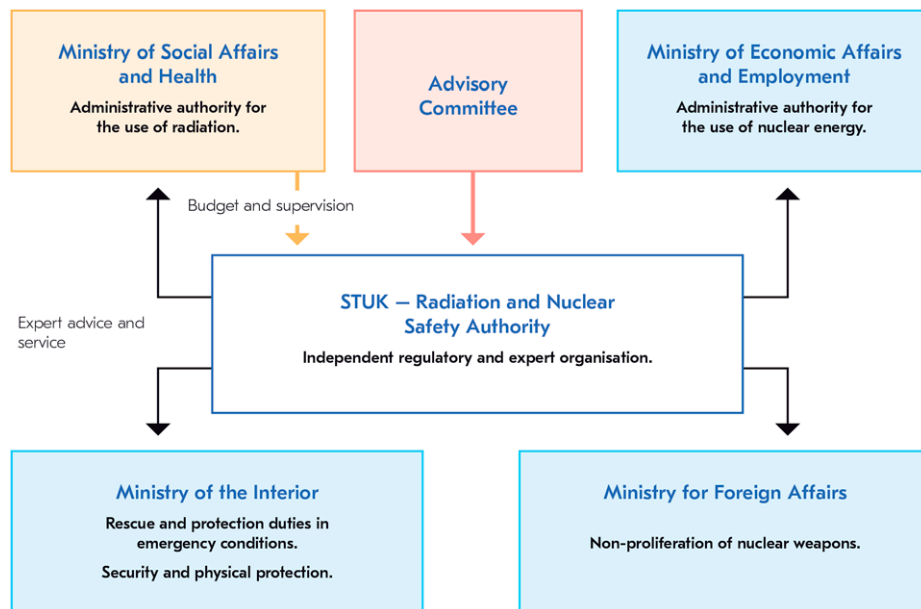 Ministry of Social Affairs
and Health
Administrative authority for
the use of radiation.
Advisory
Committee
Ministry of Economic Affairs
and Employment
Administrative authority for
the use of nuclear energy.
Budget and supervision
STUK – Radiation and Nuclear
Safety Authority
Independent regulatory and expert organisation.
Expert advice and
service
Ministry of the Interior
Rescue and protection duties in
emergency conditions.
Security and physical protection.
Ministry for Foreign Affairs
Non-proliferation of nuclear weapons.